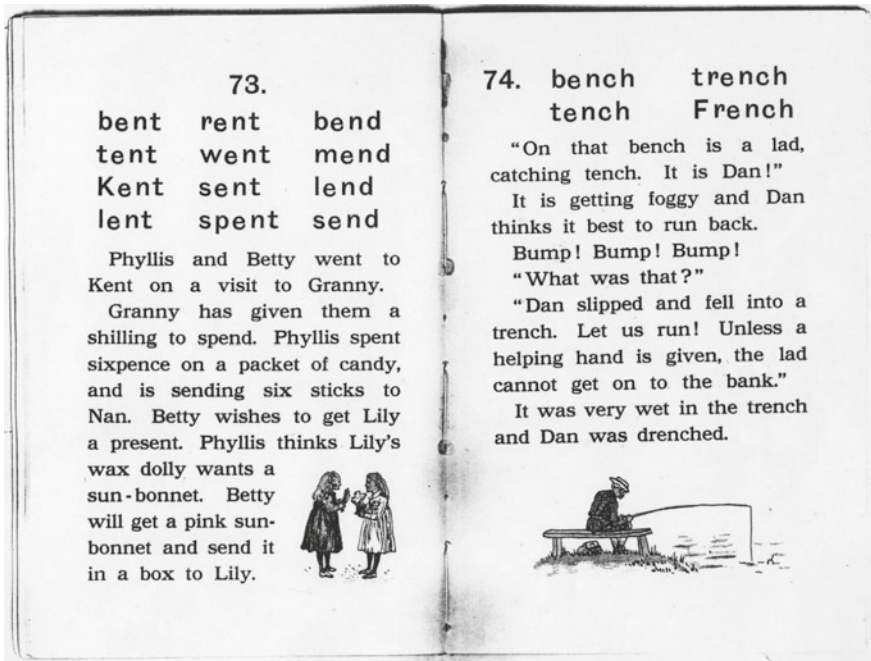 73.
bent rent bend
tent went mend
Kent sent lend
lent spent send
Phyllis and Betty went to
Kent on a visit to Granny.
Granny has given them a
shilling to spend. Phyllis spent
sixpence on a packet of candy,
and is sending six sticks to
Nan. Betty wishes to get Lily
a present. Phyllis thinks Lily's
wax dolly wants a
sun-bonnet. Betty
will get a pink sun-
bonnet and send it
in a box to Lily.
74. bench trench
tench French
"On that bench is a lad,
catching tench. It is Dan!"
It is getting foggy and Dan
thinks it best to run back.
Bump! Bump! Bump!
"What was that?"
"Dan slipped and fell into a
trench. Let us run! Unless a
helping hand is given, the lad
cannot get on to the bank."
It was very wet in the trench
and Dan was drenched.